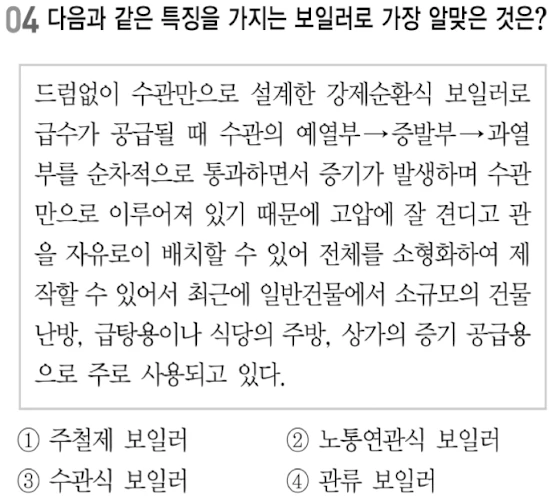 04 다음과 같은 특징을 가지는 보일러로 가장 알맞은 것은?
드럼없이 수관만으로 설계한 강제순환식 보일러로
급수가 공급될 때 수관의 예열부→증발부→과열
부를 순차적으로 통과하면서 증기가 발생하며 수관
만으로 이루어져 있기 때문에 고압에 잘 견디고 관
을 자유로이 배치할 수 있어 전체를 소형화하여 제
작할 수 있어서 최근에 일반건물에서 소규모의 건물
난방, 급탕용이나 식당의 주방, 상가의 증기 공급용
으로 주로 사용되고 있다.
① 주철제 보일러 ② 노통연관식 보일러
③ 수관식 보일러 ④ 관류 보일러